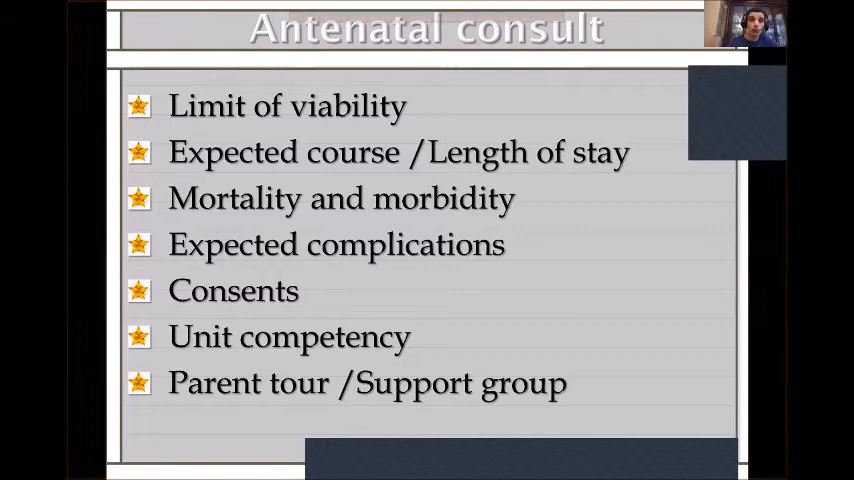 Antenatal consult
Limit of viability
Expected course /Length of stay
Mortality and morbidity
Expected complications
Consents
Unit competency
Parent tour /Support group